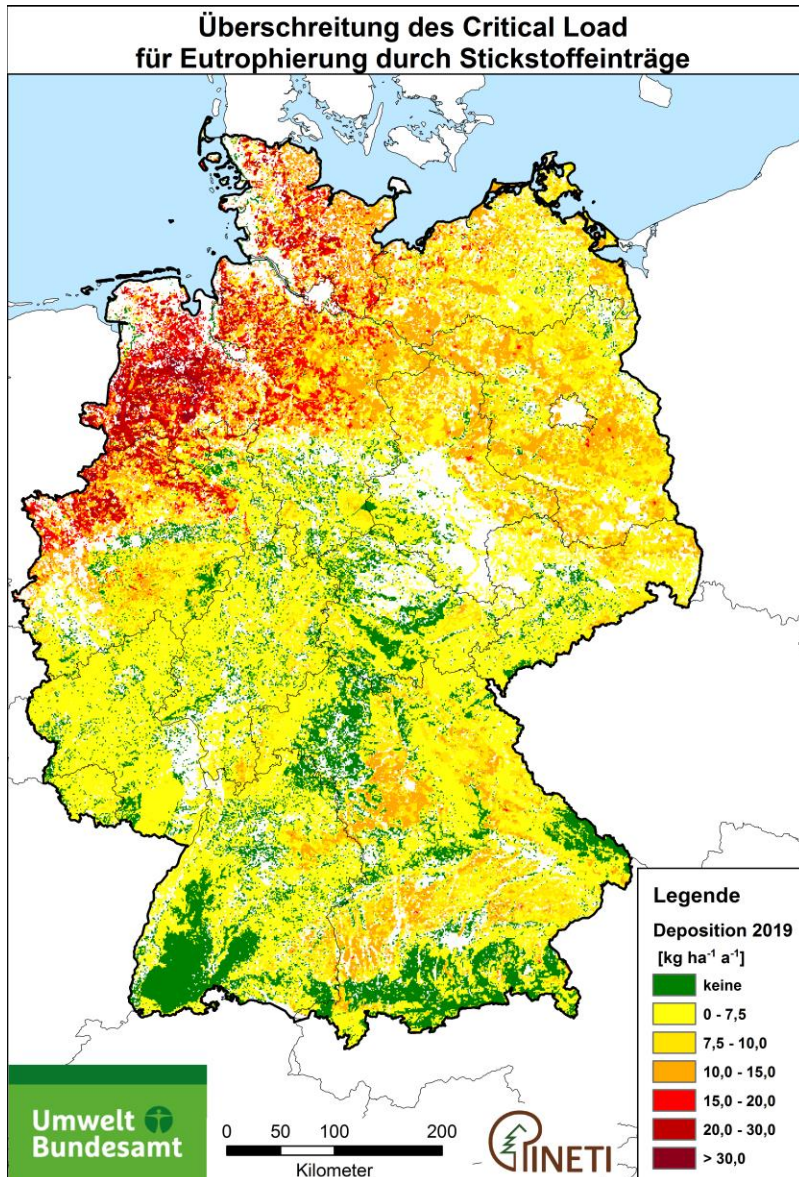 Überschreitung des Critical Load
für Eutrophierung durch Stickstoffeinträge
Legende
Deposition 2019
[kg ha⁻¹ a⁻¹]
keine
0 - 7,5
7,5 - 10,0
10,0 - 15,0
15,0 - 20,0
20,0 - 30,0
> 30,0
Umwelt
Bundesamt
0 50 100 200
Kilometer
PINETI